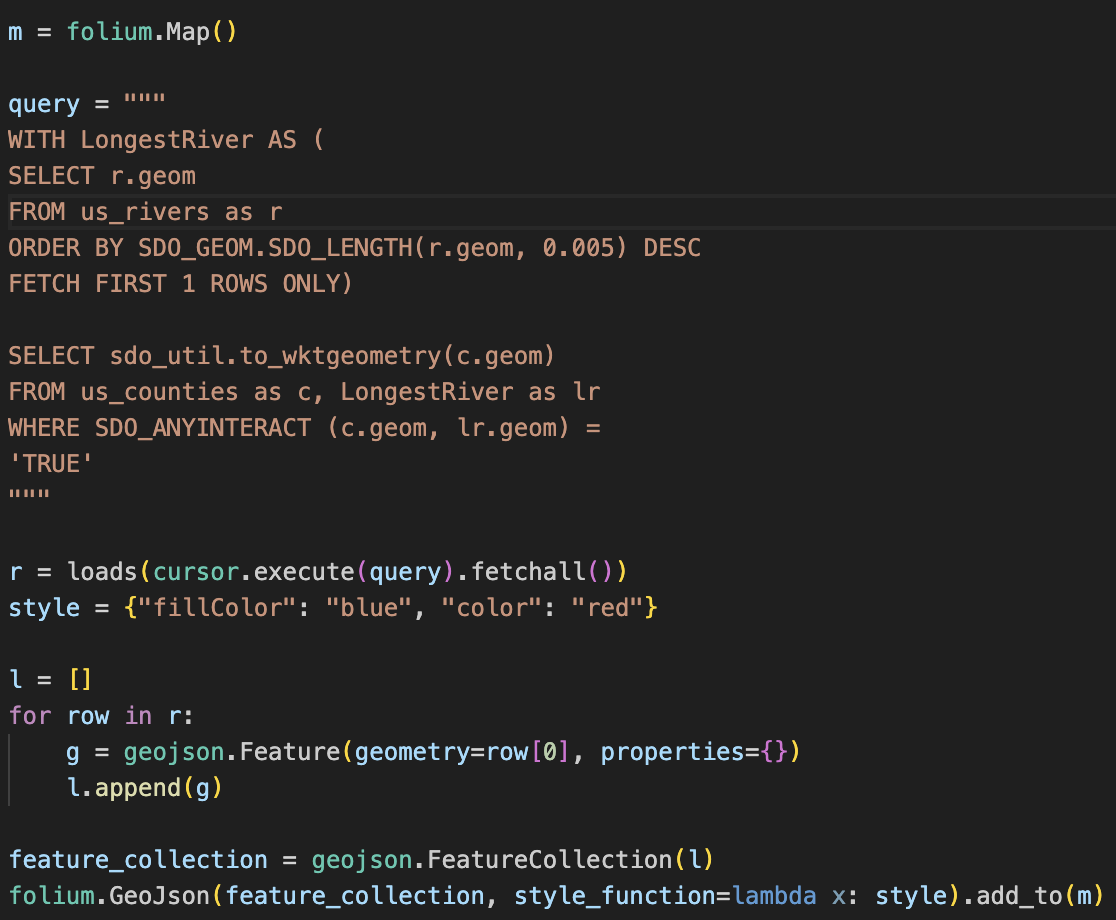 m = folium.Map()
query = """
WITH LongestRiver AS (
SELECT r.geom
FROM us_rivers as r
ORDER BY SDO_GEOM.SDO_LENGTH(r.geom, 0.005) DESC
FETCH FIRST 1 ROWS ONLY)
SELECT sdo_util.to_wktgeometry(c.geom)
FROM us_counties as c, LongestRiver as lr
WHERE SDO_ANYINTERACT (c.geom, lr.geom) =
'TRUE'
"""
r = loads(cursor.execute(query).fetchall())
style = {"fillColor": "blue", "color": "red"}
l = []
for row in r:
    g = geojson.Feature(geometry=row[0], properties={})
    l.append(g)
feature_collection = geojson.FeatureCollection(l)
folium.GeoJson(feature_collection, style_function=lambda x: style).add_to(m)